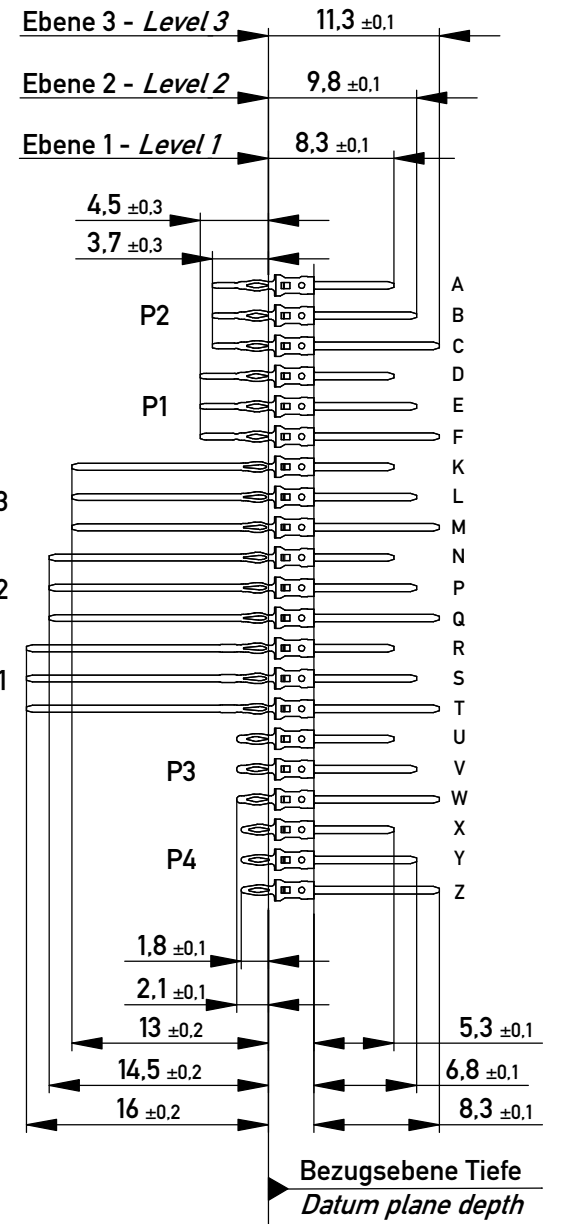 Ebene 3 - Level 3 11,3 ±0,1
Ebene 2 - Level 2 9,8 ±0,1
Ebene 1 - Level 1 8,3 ±0,1
4,5 ±0,3
3,7 ±0,3
A
P2 B
C
D
P1 E
F
K
3 L
M
N
2 P
Q
R
1 S
T
U
P3 V
W
X
P4 Y
Z
1,8 ±0,1
2,1 ±0,1
13 ±0,2 5,3 ±0,1
14,5 ±0,2 6,8 ±0,1
16 ±0,2 8,3 ±0,1
Bezugsebene Tiefe
Datum plane depth